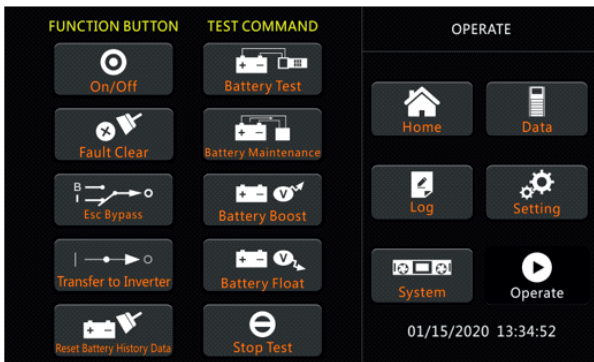 FUNCTION BUTTON
On/Off
Fault Clear
B
I
Esc Bypass
Transfer to Inverter
Reset Battery History Data
TEST COMMAND
Battery Test
Battery Maintenance
V
Battery Boost
V
Battery Float
Stop Test
OPERATE
Home
Data
Log
Setting
System
Operate
01/15/2020 13:34:52